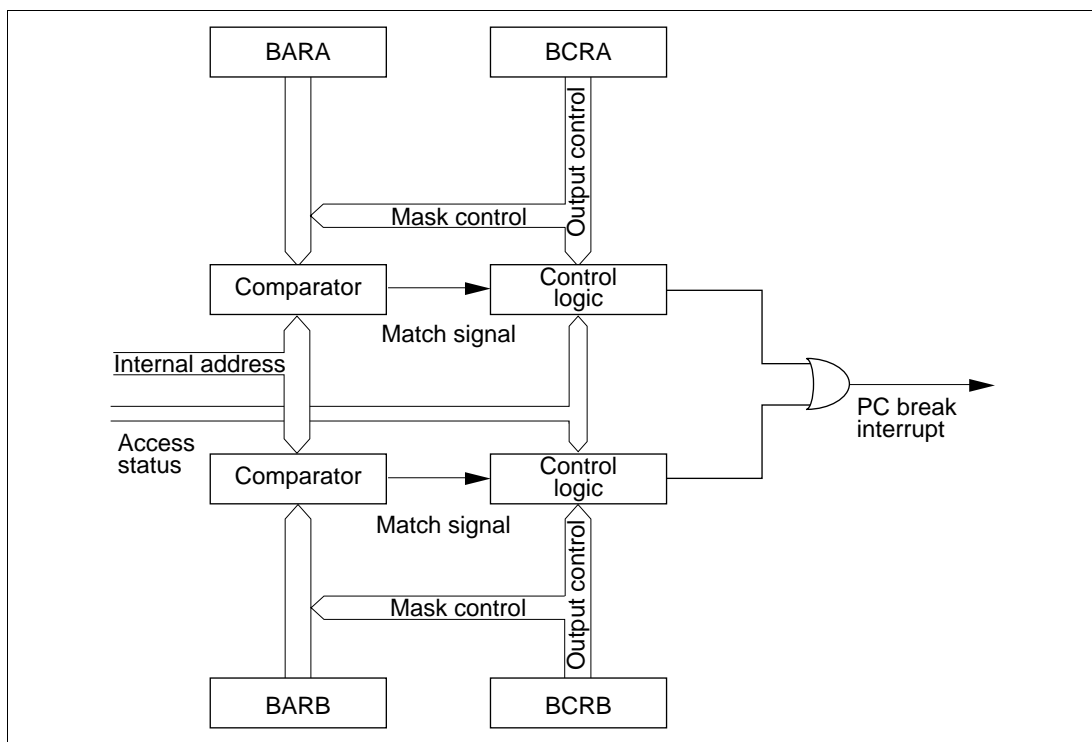 BARA
BCRA
Output control
Mask control
Comparator
Control
logic
Match signal
Internal address
Access
status
PC break
interrupt
Comparator
Control
logic
Match signal
Output control
Mask control
BARB
BCRB